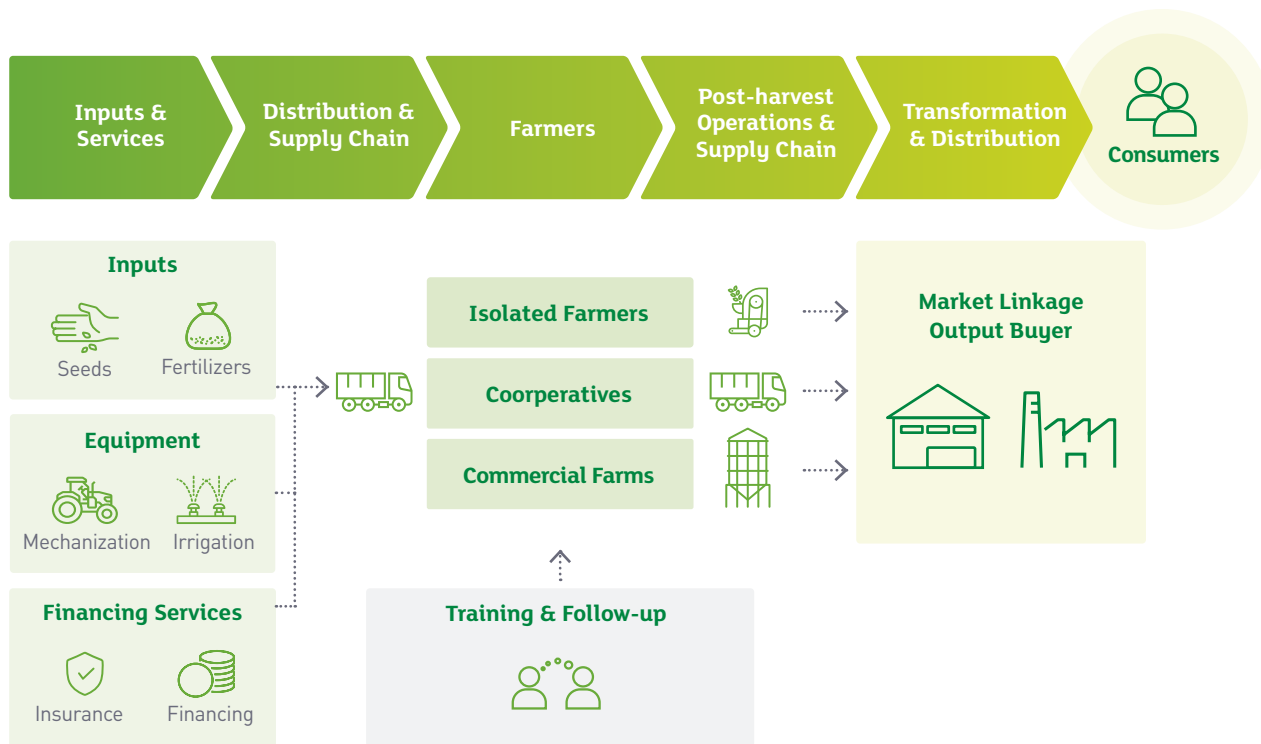 Inputs &
Services
Distribution &
Supply Chain
Farmers
Post-harvest
Operations &
Supply Chain
Transformation
& Distribution
Consumers
Inputs
Seeds
Fertilizers
Equipment
Mechanization
Irrigation
Financing Services
Insurance
Financing
Isolated Farmers
Coorperatives
Commercial Farms
Training & Follow-up
Market Linkage
Output Buyer